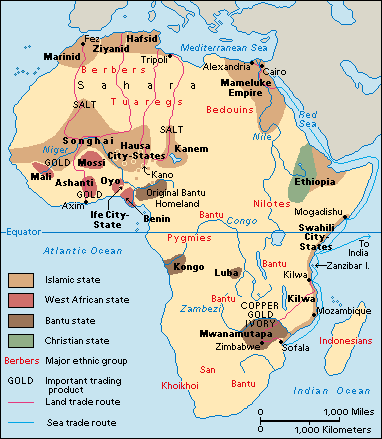 Hafsid
Fez
Ziyanid
Marinid
Mediterranean Sea
Tripoli
Alexandria
Cairo
Berbers
Sahara
Mameluke
Empire
SALT
Tuaregs
Bedouins
Red
Sea
SALT
Nile
Songhai
Niger
Hausa
City-States
Kanem
GOLD
Mossi
Kano
Mali
Ashanti
Oyo
Original Bantu
Homeland
Ethiopia
GOLD
Nilotes
Axim
Ife City-
State
Benin
Bantu
Congo
Mogadishu
Swahili
City
States
Equator
Pygmies
To
India
Atlantic Ocean
Zanzibar I.
Kongo
Luba
Bantu
Kilwa
Islamic state
West African state
Bantu state
Christian state
Berbers Major ethnic group
GOLD Important trading
product
Land trade route
Sea trade route
Bantu
Kilwa
Zambezi
COPPER
GOLD
IVORY
Mozambique
Mwanamutapa
Zimbabwe
Sofala
Indonesians
San
Khoikhoi
Bantu
Indian Ocean
0 1,000 Miles
0 1,000 Kilometers